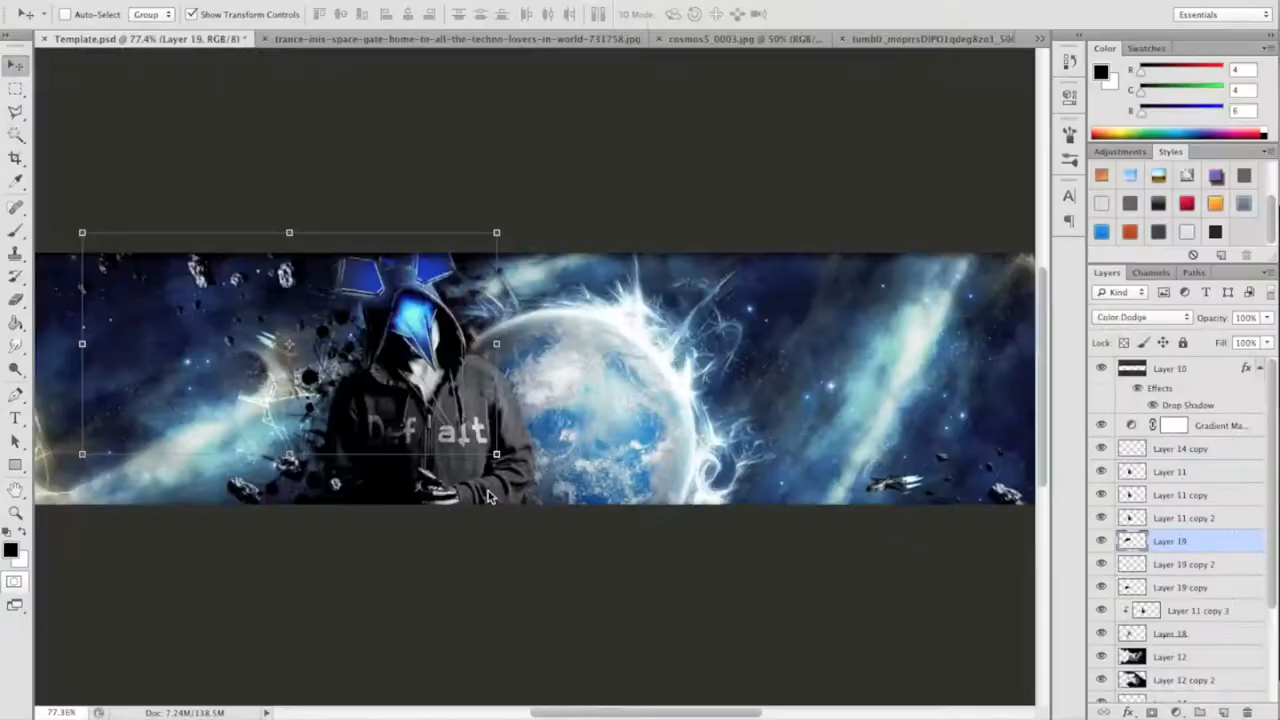 Auto-Select Group Show Transform Controls 3D Mode: Essentials
Template.psd @ 77.4% (Layer 19, RGB/8) * trance-mix-space-gate-home-to-all-the-techno-lovers-in-world-731758.jpg cosmos5_0003.jpg @ 50% (RGB/...
Color Swatches
R 4
G 4
B 6
Adjustments Styles
Layers Channels Paths
Kind
Color Dodge Opacity: 100%
Lock: Fill: 100%
Layer 10 fx
Effects
Drop Shadow
Gradient Ma...
Layer 14 copy
Layer 11
Layer 11 copy
Layer 11 copy 2
Layer 19
Layer 19 copy 2
Layer 19 copy
Layer 11 copy 3
Layer 18
Layer 12
Layer 12 copy 2
77.36% Doc: 7.24M/138.5M